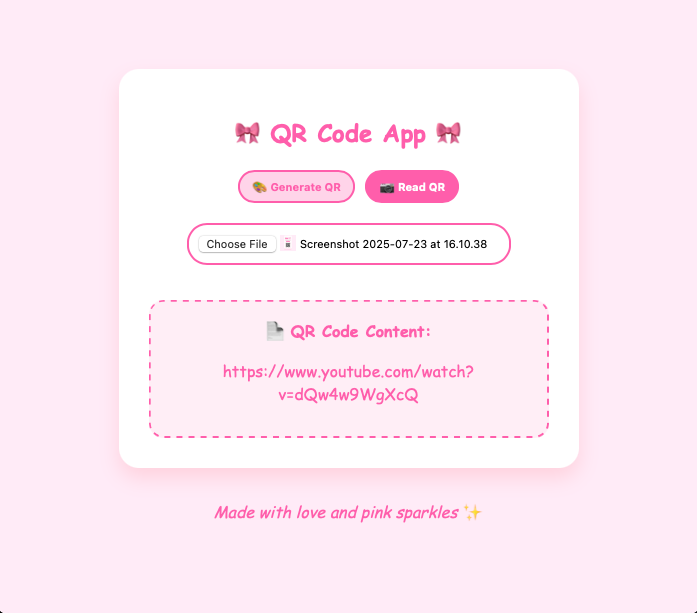 🎀 QR Code App 🎀
🎨 Generate QR
📷 Read QR
Choose File Screenshot 2025-07-23 at 16.10.38
📄 QR Code Content:
https://www.youtube.com/watch?
v=dQw4w9WgXcQ
Made with love and pink sparkles ✨